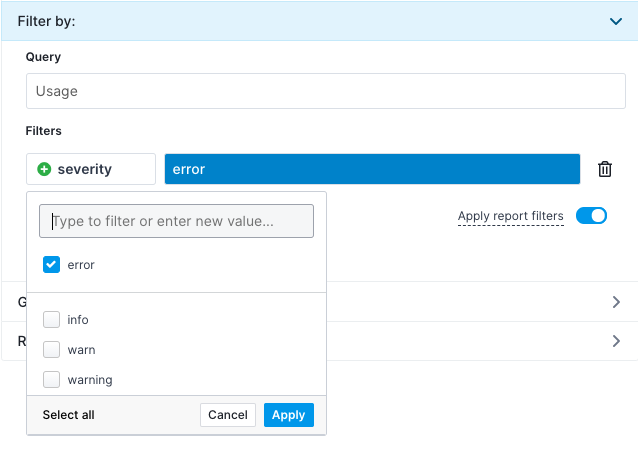 Filter by:
Query
Usage
Filters
severity
error
Type to filter or enter new value...
Apply report filters
error
G
info
R
warn
warning
Select all
Cancel
Apply